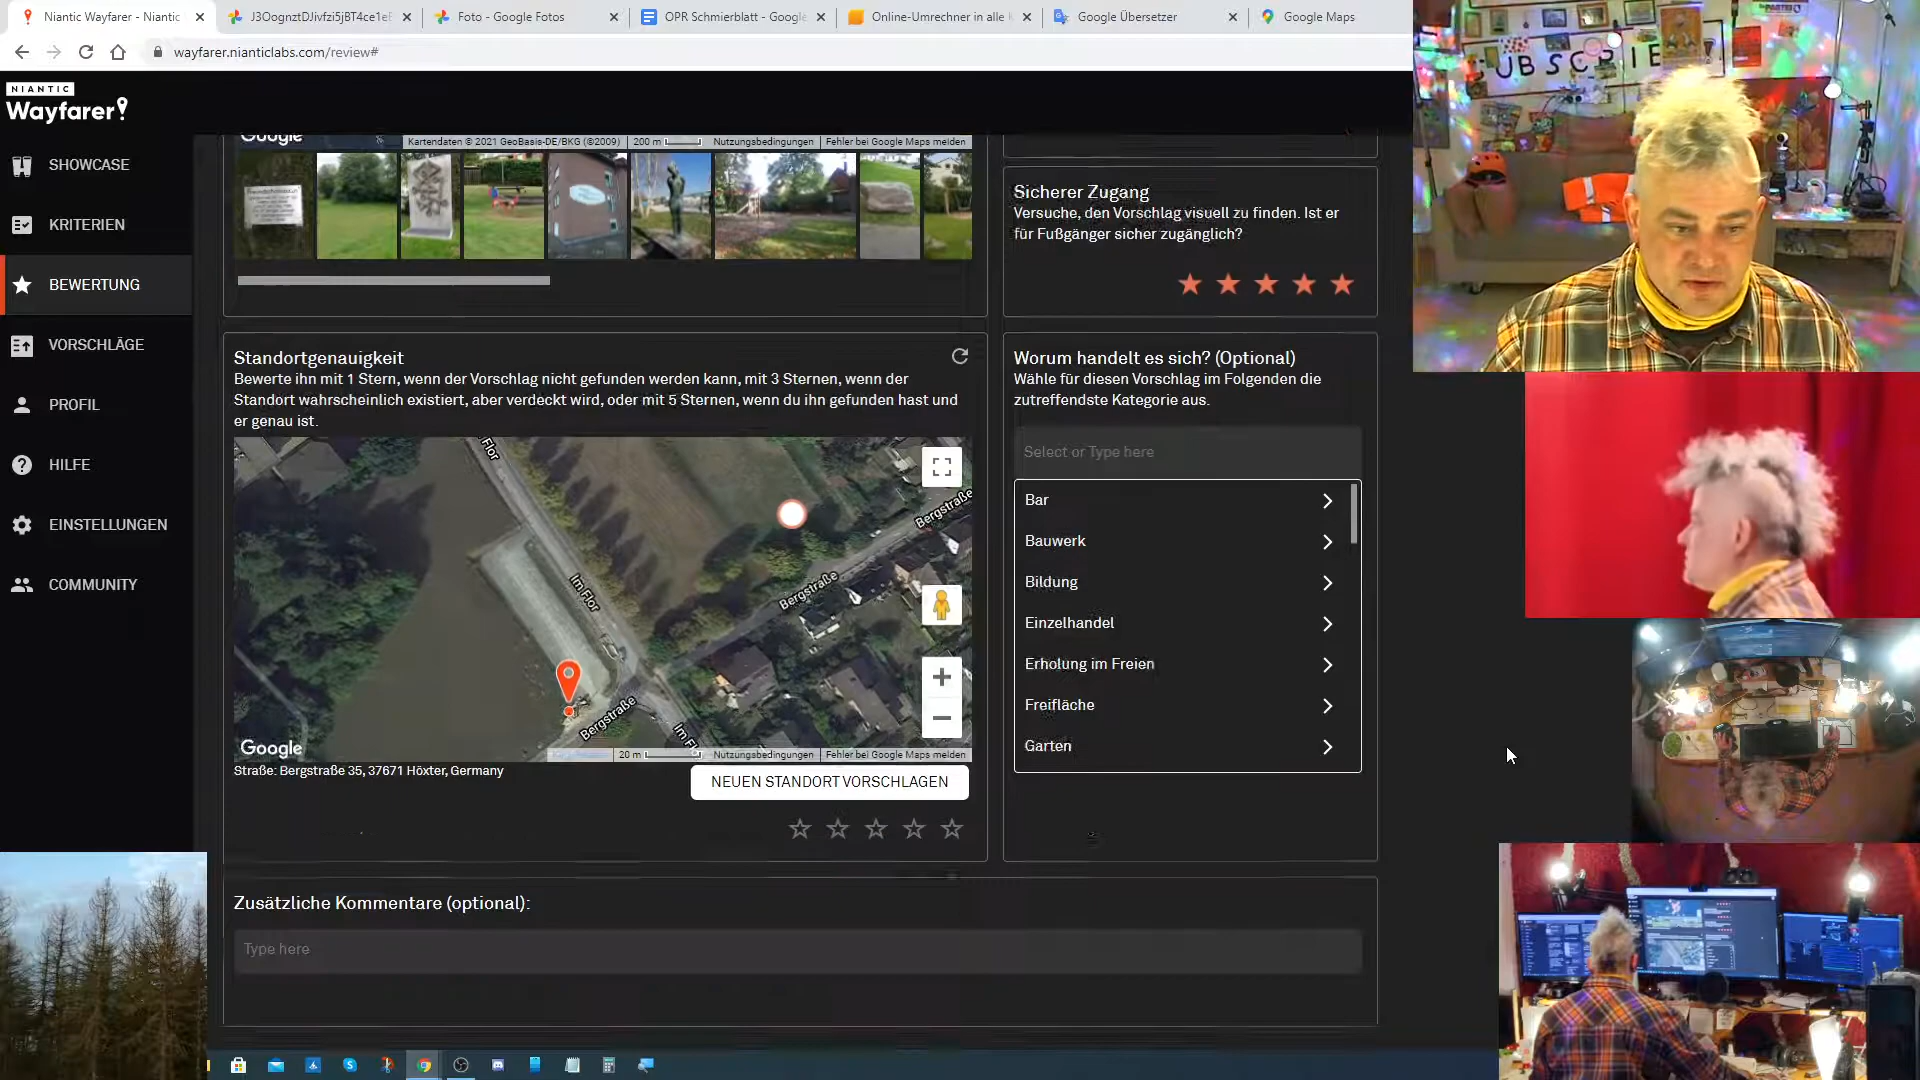 Niantic Wayfarer - Niantic
J3OognztDJivfzi5jBT4ce1eF
Foto - Google Fotos
OPR Schmierblatt - Google
Online-Umrechner in alle
Google Übersetzer
Google Maps
wayfarer.nianticlabs.com/review#
NIANTIC
Wayfarer
SHOWCASE
KRITERIEN
BEWERTUNG
VORSCHLÄGE
PROFIL
HILFE
EINSTELLUNGEN
COMMUNITY
Google
Kartendaten © 2021 GeoBasis-DE/BKG (©2009)
200 m
Nutzungsbedingungen
Fehler bei Google Maps melden
Sicherer Zugang
Versuche, den Vorschlag visuell zu finden. Ist er
für Fußgänger sicher zugänglich?
Standortgenauigkeit
Bewerte ihn mit 1 Stern, wenn der Vorschlag nicht gefunden werden kann, mit 3 Sternen, wenn der
Standort wahrscheinlich existiert, aber verdeckt wird, oder mit 5 Sternen, wenn du ihn gefunden hast und
er genau ist.
Flor
Bergstraße
Im Flor
Bergstraße
Bergstraße
Im Fl
Google
20 m
Nutzungsbedingungen
Fehler bei Google Maps melden
Straße: Bergstraße 35, 37671 Höxter, Germany
NEUEN STANDORT VORSCHLAGEN
Worum handelt es sich? (Optional)
Wähle für diesen Vorschlag im Folgenden die
zutreffendste Kategorie aus.
Select or Type here
Bar
Bauwerk
Bildung
Einzelhandel
Erholung im Freien
Freifläche
Garten
Zusätzliche Kommentare (optional):
Type here
UBSCRIE